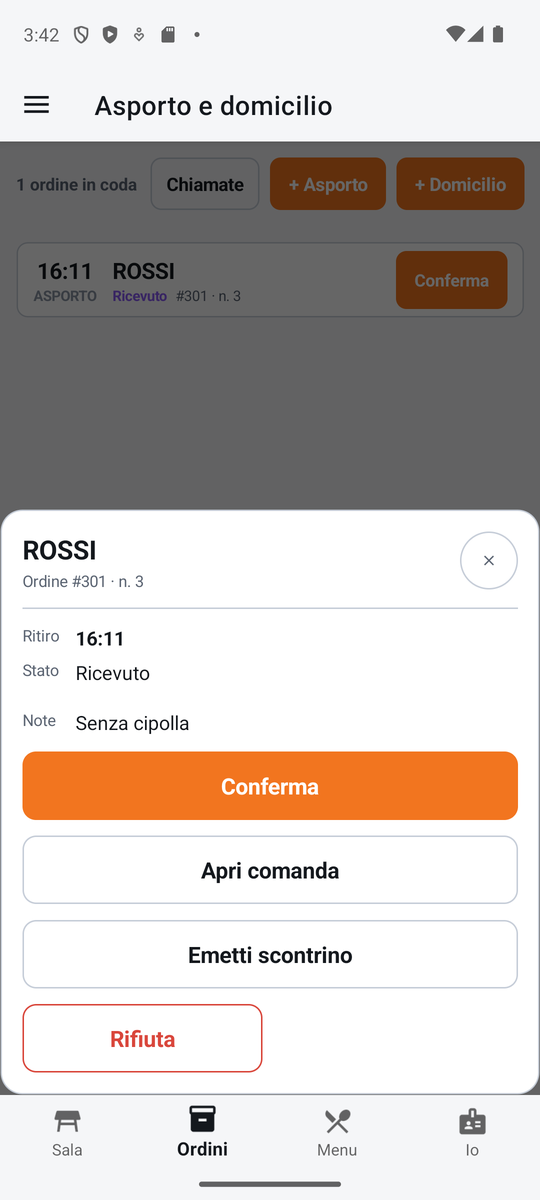 3:42
Asporto e domicilio
1 ordine in coda
Chiamate
+ Asporto
+ Domicilio
16:11 ROSSI
ASPORTO Ricevuto #301 · n. 3
Conferma
ROSSI
Ordine #301 · n. 3
×
Ritiro 16:11
Stato Ricevuto
Note Senza cipolla
Conferma
Apri comanda
Emetti scontrino
Rifiuta
Sala
Ordini
Menu
Io